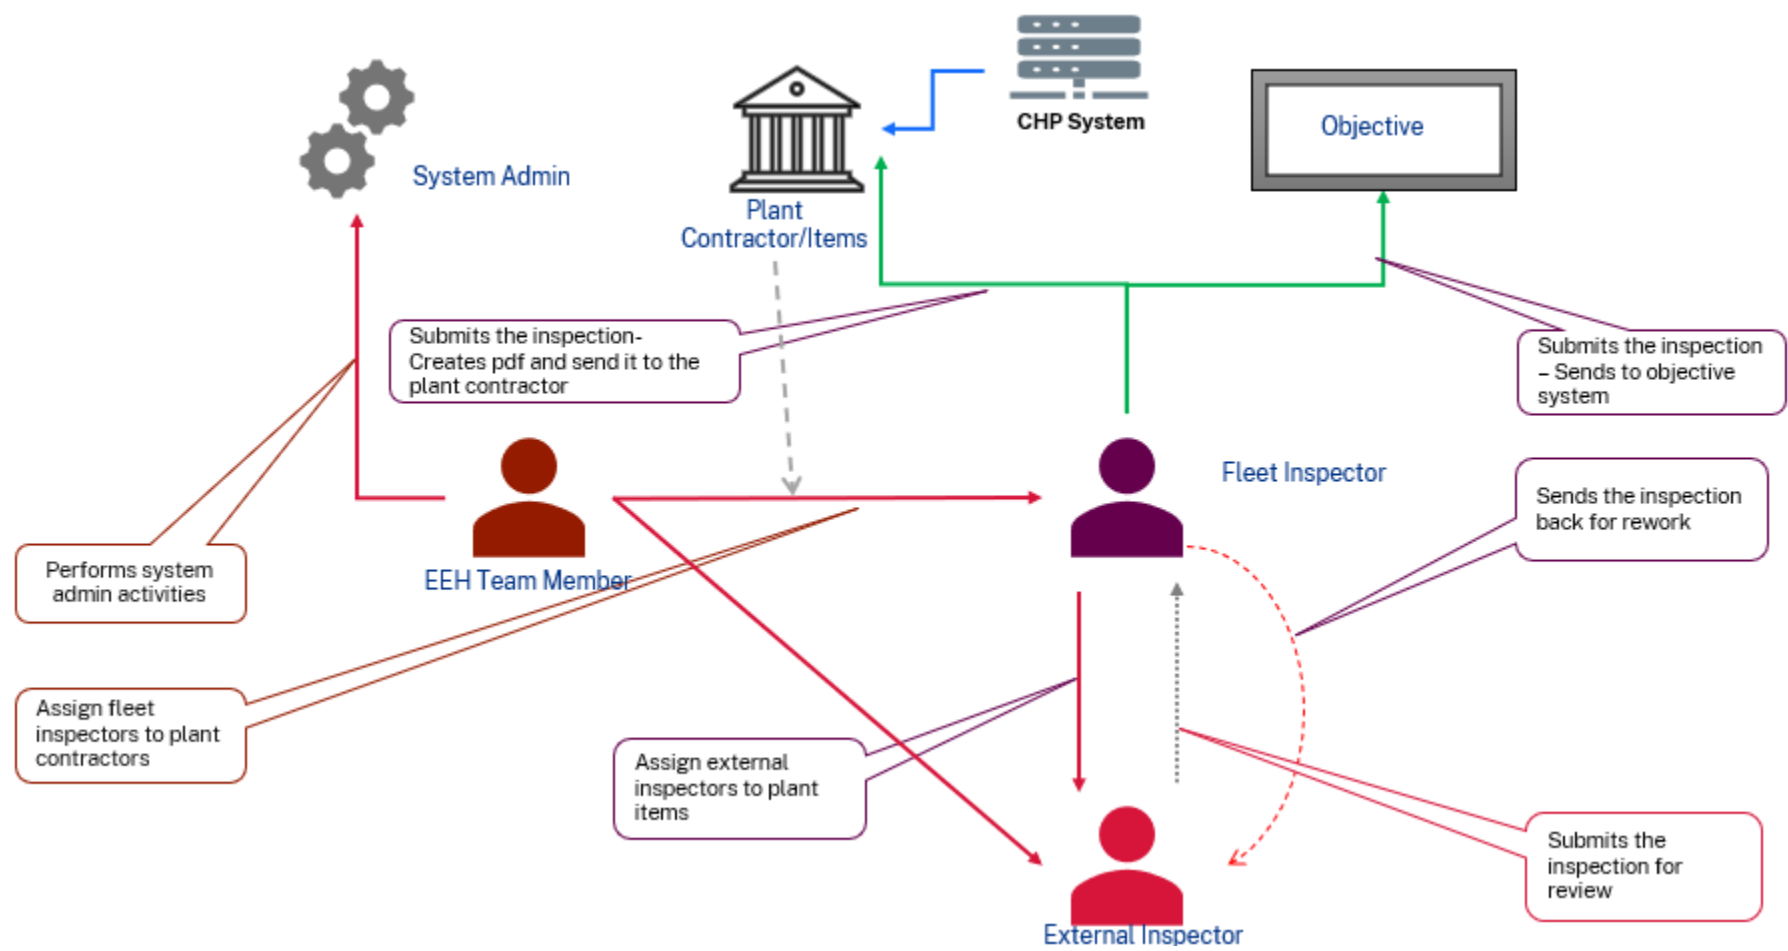 CHP System
Objective
System Admin
Plant
Contractor/Items
Submits the inspection-
Creates pdf and send it to the
plant contractor
Submits the inspection
– Sends to objective
system
Fleet Inspector
Sends the inspection
back for rework
EEH Team Member
Performs system
admin activities
Assign fleet
inspectors to plant
contractors
Assign external
inspectors to plant
items
Submits the
inspection for
review
External Inspector